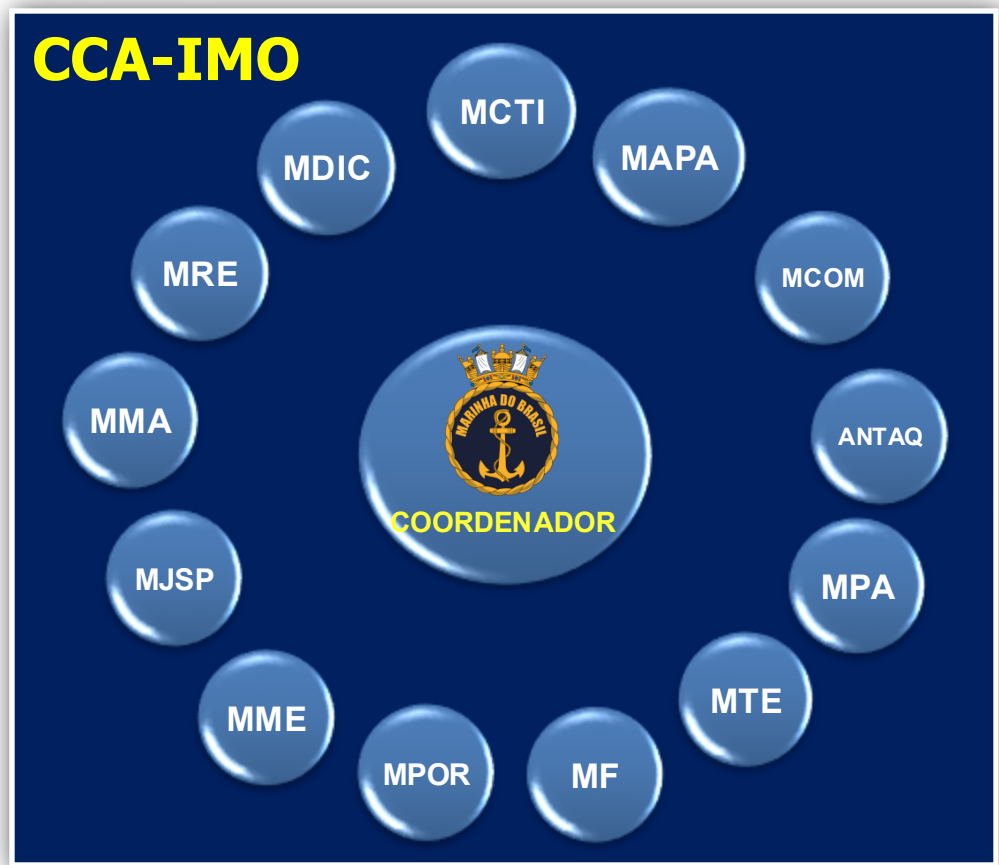 CCA-IMO
MCTI
MAPA
MDIC
MRE
MCOM
MMA
MARINHA DO BRASIL
COORDENADOR
ANTAQ
MJSP
MPA
MME
MTE
MPOR
MF